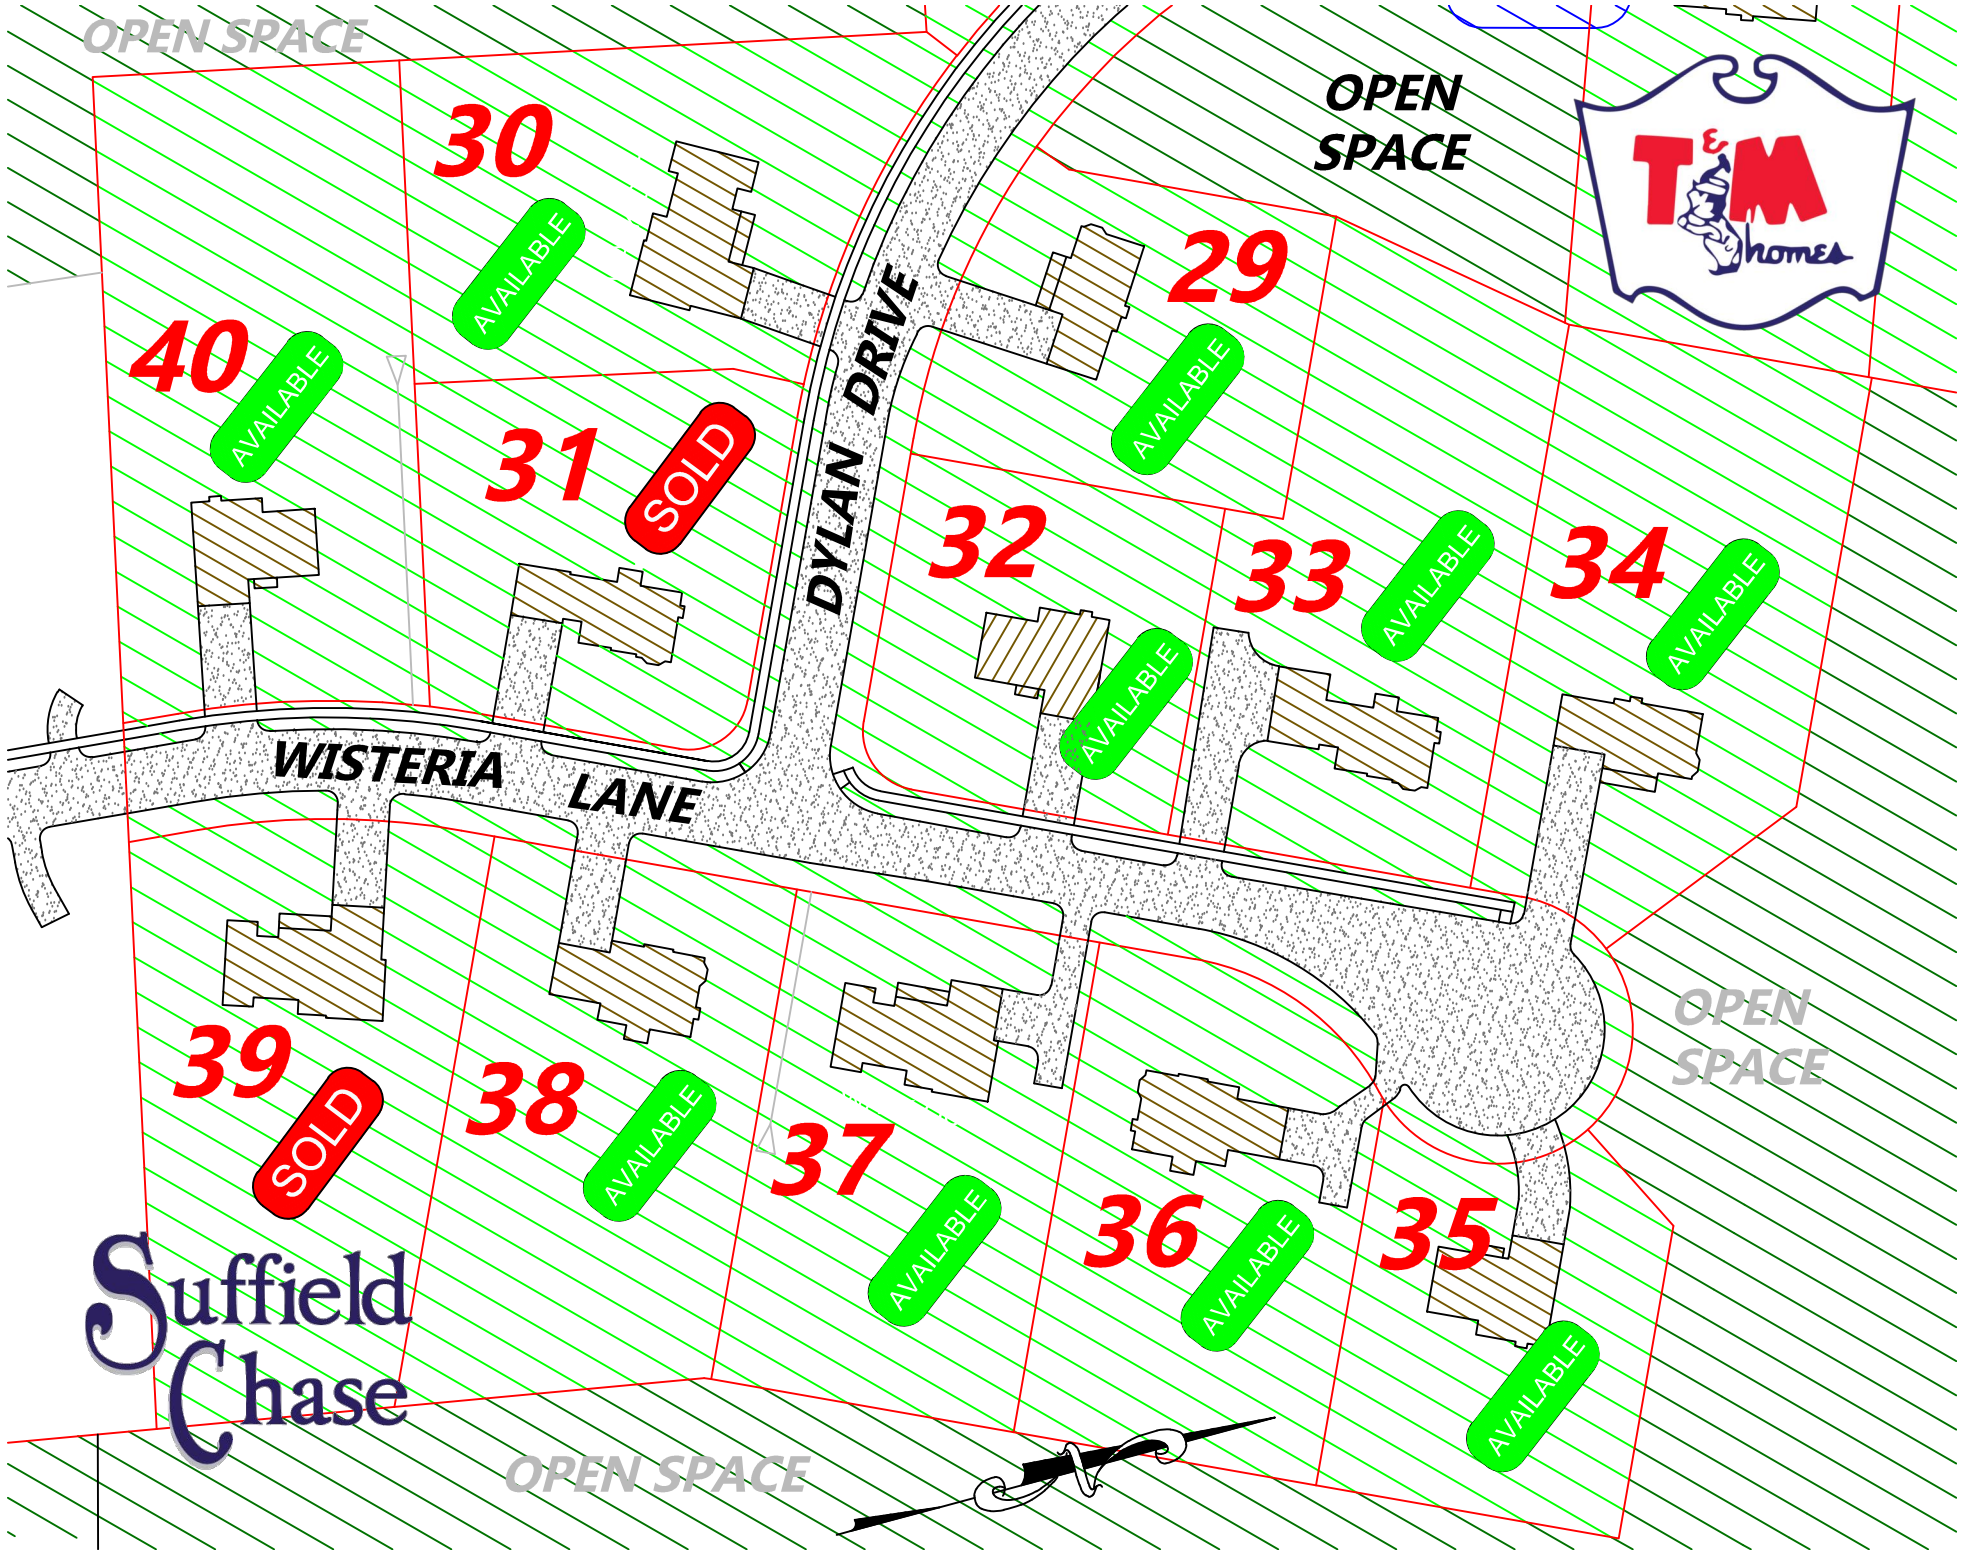 OPEN SPACE
OPEN
SPACE
T&M
homes
30
AVAILABLE
29
AVAILABLE
40
AVAILABLE
31
SOLD
DYLAN DRIVE
32
AVAILABLE
33
AVAILABLE
34
AVAILABLE
WISTERIA LANE
OPEN
SPACE
39
SOLD
38
AVAILABLE
37
AVAILABLE
36
AVAILABLE
35
AVAILABLE
Suffield
Chase
OPEN SPACE
N